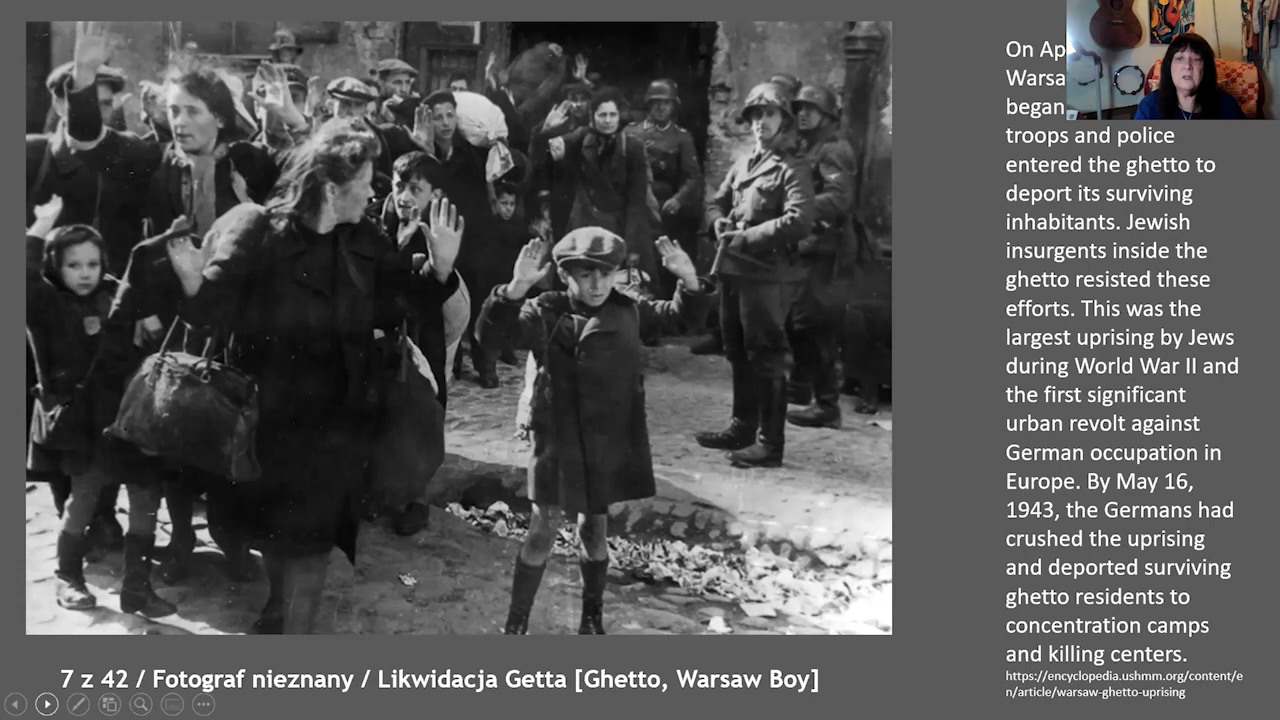 On Ap
Warsa
began
troops and police
entered the ghetto to
deport its surviving
inhabitants. Jewish
insurgents inside the
ghetto resisted these
efforts. This was the
largest uprising by Jews
during World War II and
the first significant
urban revolt against
German occupation in
Europe. By May 16,
1943, the Germans had
crushed the uprising
and deported surviving
ghetto residents to
concentration camps
and killing centers.
https://encyclopedia.ushmm.org/content/e
n/article/warsaw-ghetto-uprising
7 z 42 / Fotograf nieznany / Likwidacja Getta [Ghetto, Warsaw Boy]